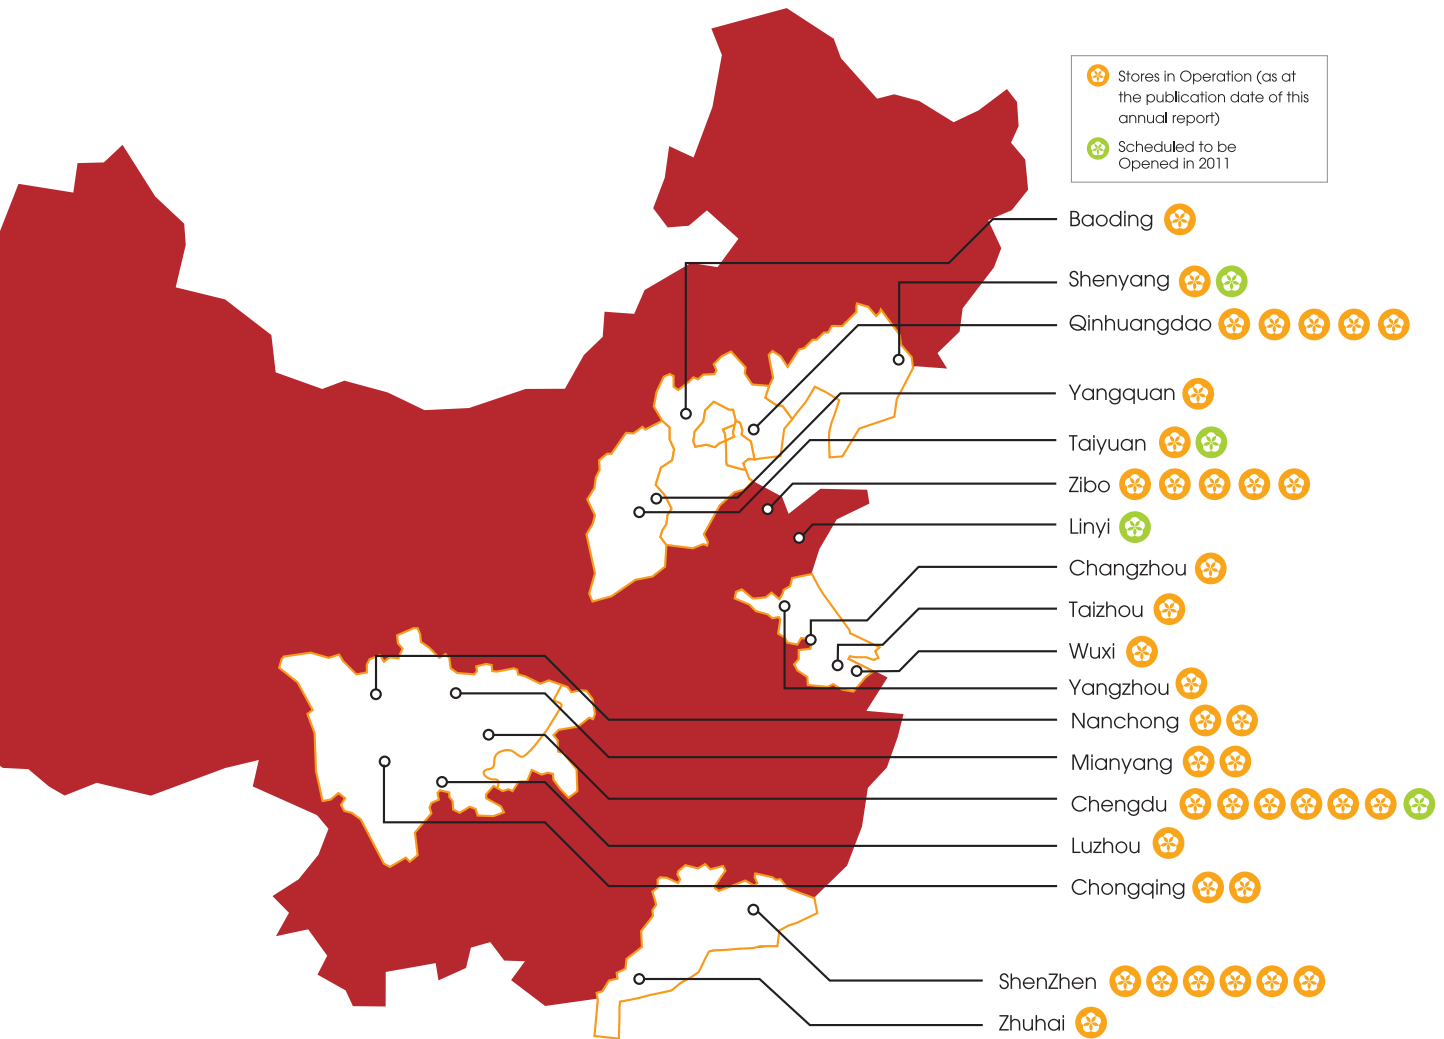 Stores in Operation (as at
the publication date of this
annual report)
Scheduled to be
Opened in 2011
Baoding
Shenyang
Qinhuangdao
Yangquan
Taiyuan
Zibo
Linyi
Changzhou
Taizhou
Wuxi
Yangzhou
Nanchong
Mianyang
Chengdu
Luzhou
Chongqing
ShenZhen
Zhuhai